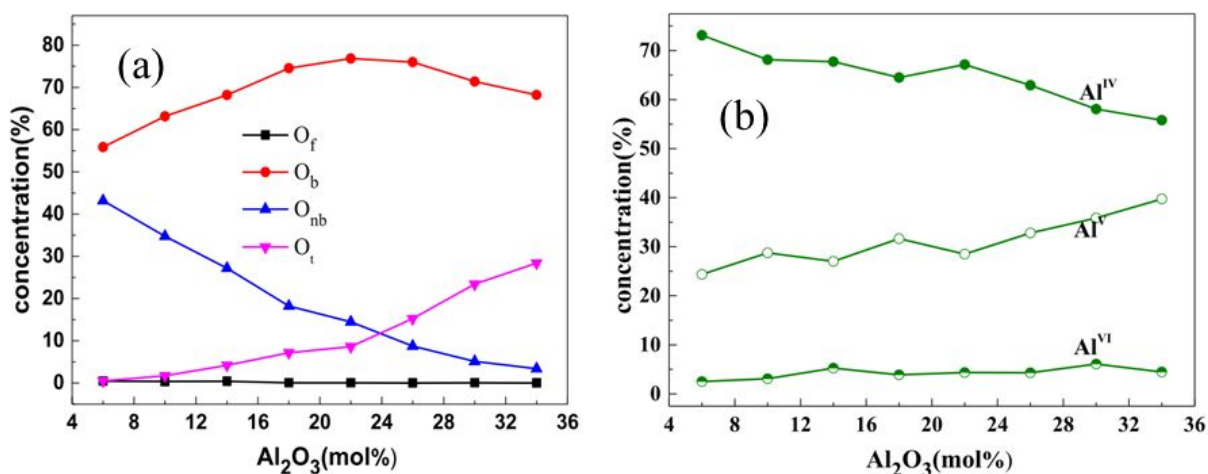 (a)
concentration(%)
80
70
60
50
40
30
20
10
0
O_f
O_b
O_nb
O_t
4 8 12 16 20 24 28 32 36
Al₂O₃(mol%)
(b)
concentration(%)
70
60
50
40
30
20
10
0
Al^IV
Al^V
Al^VI
4 8 12 16 20 24 28 32 36
Al₂O₃(mol%)